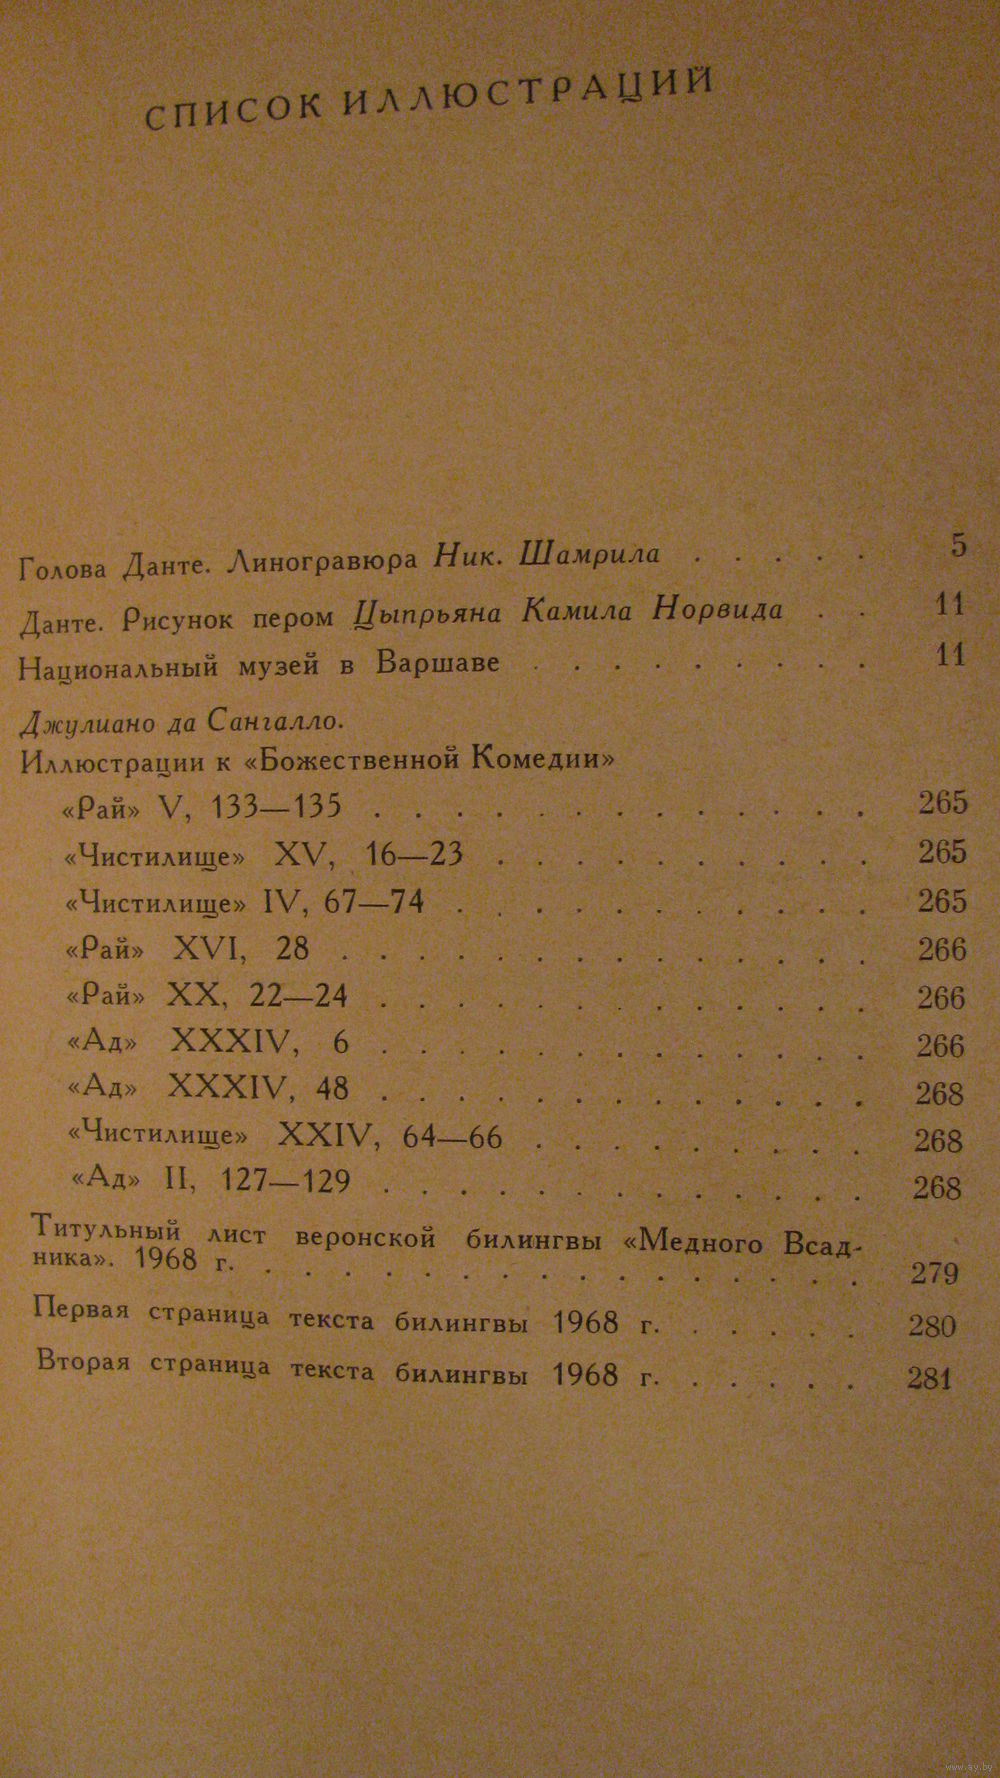 СПИСОК ИЛЛЮСТРАЦИЙ
Голова Данте. Линогравюра Ник. Шамрила . . . . . 5
Данте. Рисунок пером Цыпрьяна Камила Норвида . . 11
Национальный музей в Варшаве . . . . . . . . . 11
Джулиано да Сангалло.
Иллюстрации к «Божественной Комедии»
«Рай» V, 133—135 . . . . . . . . . . . . . 265
«Чистилище» XV, 16—23 . . . . . . . . . . 265
«Чистилище» IV, 67—74 . . . . . . . . . . . 265
«Рай» XVI, 28 . . . . . . . . . . . . . . 266
«Рай» XX, 22—24 . . . . . . . . . . . . . 266
«Ад» XXXIV, 6 . . . . . . . . . . . . . 266
«Ад» XXXIV, 48 . . . . . . . . . . . . . 268
«Чистилище» XXIV, 64—66 . . . . . . . . . 268
«Ад» II, 127—129 . . . . . . . . . . . . . 268
Титульный лист веронской билингвы «Медного Всад-
ника». 1968 г. . . . . . . . . . . . . . . . . 279
Первая страница текста билингвы 1968 г. . . . . . 280
Вторая страница текста билингвы 1968 г. . . . . . 281
www.ay.by